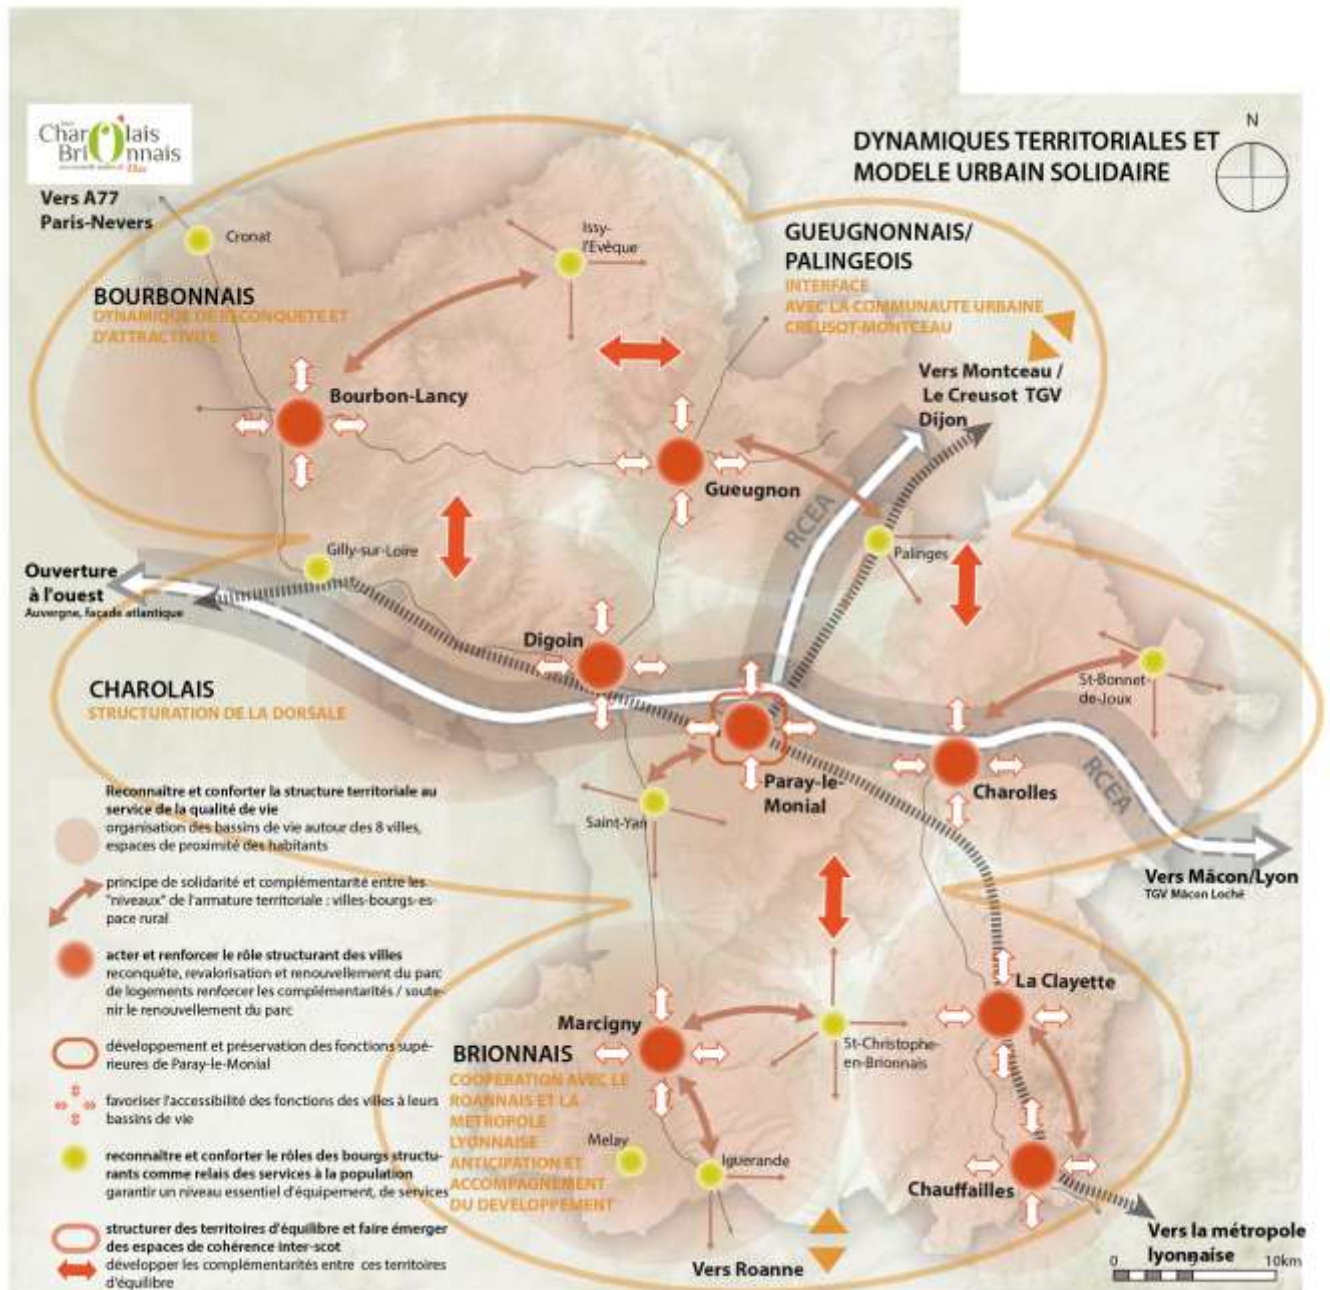 DYNAMIQUES TERRITORIALES ET
MODELE URBAIN SOLIDAIRE
N
Charolais
Brionnais
Vers A77
Paris-Nevers
Cronat
Issy-
l'Evèque
GUEUGNONNAIS/
PALINGEOIS
INTERFACE
AVEC LA COMMUNAUTE URBAINE
CREUSOT-MONTCEAU
BOURBONNAIS
DYNAMIQUE DE RECONQUETE ET
D'ATTRACTIVITE
Vers Montceau /
Le Creusot TGV
Dijon
Bourbon-Lancy
Gueugnon
RCEA
Palinges
Gilly-sur-Loire
Ouverture
à l'ouest
Auvergne, façade atlantique
Digoin
St-Bonnet-
de-Joux
CHAROLAIS
STRUCTURATION DE LA DORSALE
Paray-le-
Monial
Charolles
RCEA
Saint-Yan
Vers Mâcon/Lyon
TGV Mâcon Loché
Reconnaitre et conforter la structure territoriale au
service de la qualité de vie
organisation des bassins de vie autour des 8 villes,
espaces de proximité des habitants
principe de solidarité et complémentarité entre les
"niveaux" de l'armature territoriale : villes-bourgs-es-
pace rural
acter et renforcer le rôle structurant des villes
reconquête, revalorisation et renouvellement du parc
de logements renforcer les complémentarités / soute-
nir le renouvellement du parc
développement et préservation des fonctions supé-
rieures de Paray-le-Monial
favoriser l'accessibilité des fonctions des villes à leurs
bassins de vie
reconnaître et conforter le rôles des bourgs structu-
rants comme relais des services à la population
garantir un niveau essentiel d'équipement, de services
structurer des territoires d'équilibre et faire émerger
des espaces de cohérence inter-scot
développer les complémentarités entre ces territoires
d'équilibre
La Clayette
Marcigny
St-Christophe-
en-Brionnais
BRIONNAIS
COOPERATION AVEC LE
ROANNAIS ET LA
METROPOLE
LYONNAISE
ANTICIPATION ET
ACCOMPAGNEMENT
DU DEVELOPPEMENT
Melay
Iguerande
Chauffailles
Vers Roanne
Vers la métropole
lyonnaise
0 10km